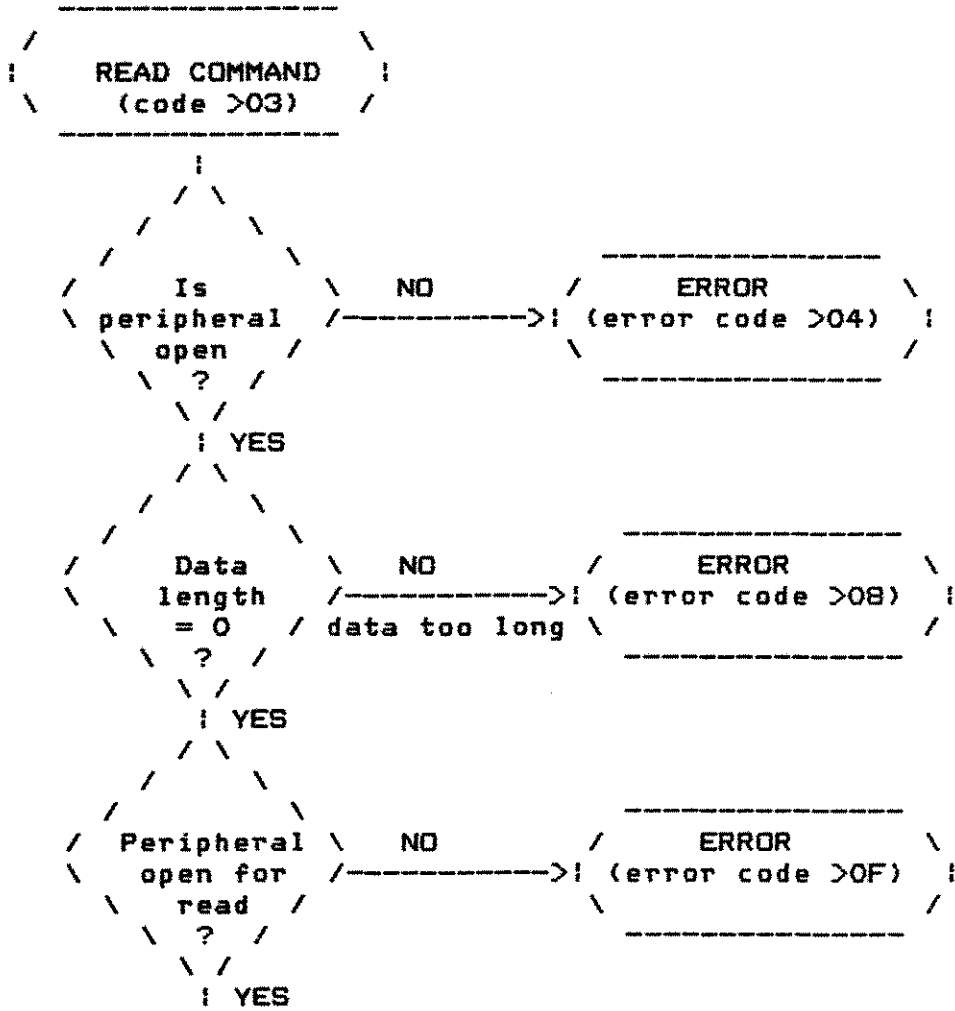 READ COMMAND
(code >03)
Is
peripheral
open
?
NO
ERROR
(error code >04)
YES
Data
length
= 0
?
NO
data too long
ERROR
(error code >08)
YES
Peripheral
open for
read
?
NO
ERROR
(error code >0F)
YES